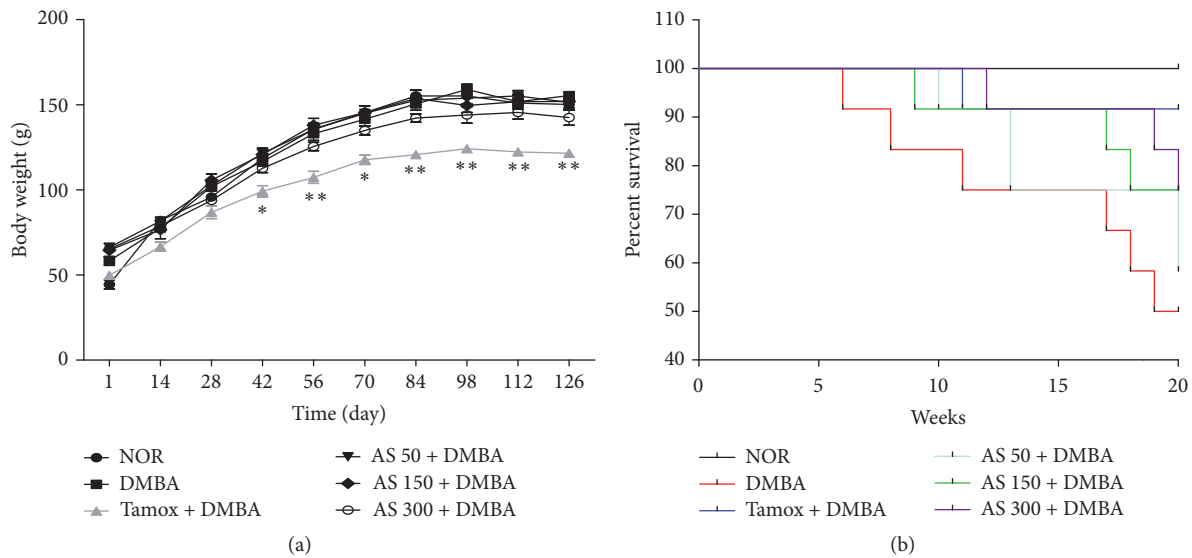 200
150
100
50
0
Body weight (g)
*
**
*
**
**
**
**
1 14 28 42 56 70 84 98 112 126
Time (day)
NOR
DMBA
Tamox + DMBA
AS 50 + DMBA
AS 150 + DMBA
AS 300 + DMBA
(a)
110
100
90
80
70
60
50
40
Percent survival
0 5 10 15 20
Weeks
NOR
DMBA
Tamox + DMBA
AS 50 + DMBA
AS 150 + DMBA
AS 300 + DMBA
(b)